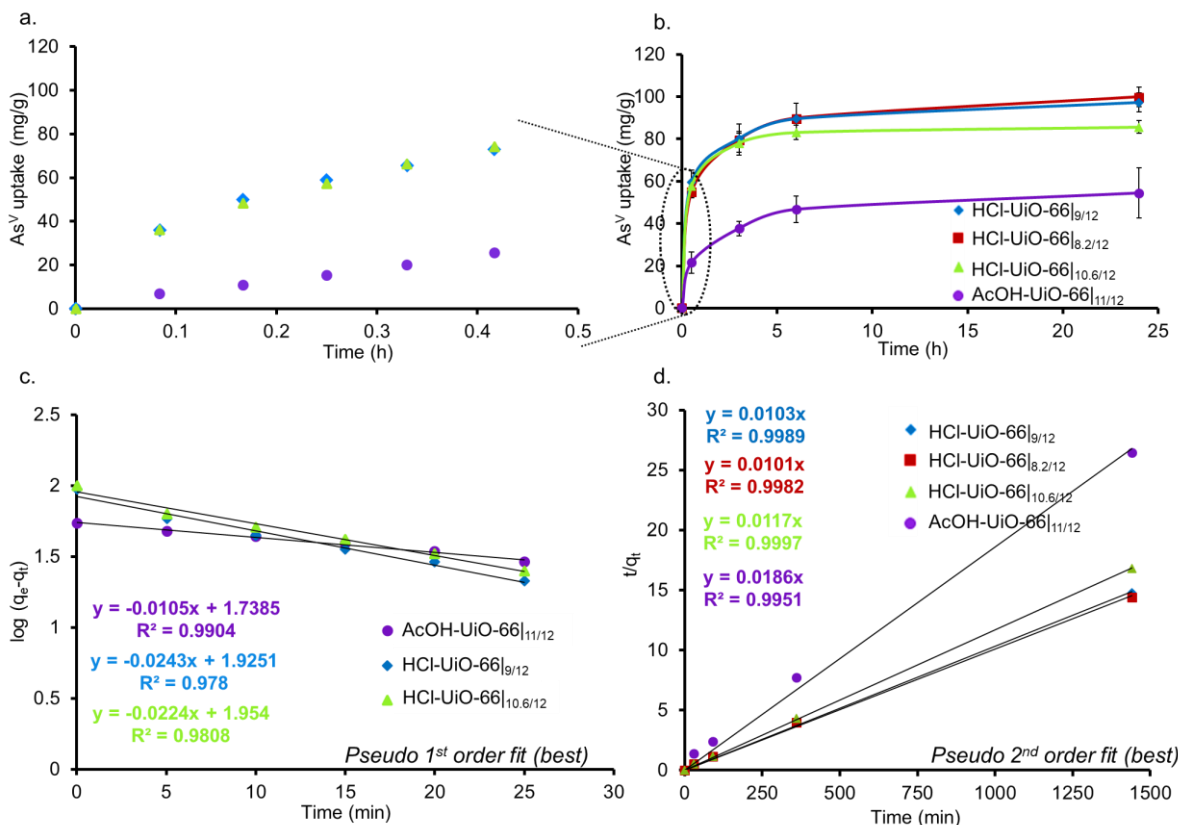 a.
As^V uptake (mg/g)
120
100
80
60
40
20
0
0 0.1 0.2 0.3 0.4 0.5
Time (h)
b.
As^V uptake (mg/g)
120
100
80
60
40
20
0
HCl-UiO-66|9/12
HCl-UiO-66|8.2/12
HCl-UiO-66|10.6/12
AcOH-UiO-66|11/12
0 5 10 15 20 25
Time (h)
c.
log (qe-qt)
2.5
2
1.5
1
0.5
0
y = -0.0105x + 1.7385
R² = 0.9904
y = -0.0243x + 1.9251
R² = 0.978
y = -0.0224x + 1.954
R² = 0.9808
AcOH-UiO-66|11/12
HCl-UiO-66|9/12
HCl-UiO-66|10.6/12
Pseudo 1st order fit (best)
0 5 10 15 20 25 30
Time (min)
d.
t/qt
30
25
20
15
10
5
0
y = 0.0103x
R² = 0.9989
y = 0.0101x
R² = 0.9982
y = 0.0117x
R² = 0.9997
y = 0.0186x
R² = 0.9951
HCl-UiO-66|9/12
HCl-UiO-66|8.2/12
HCl-UiO-66|10.6/12
AcOH-UiO-66|11/12
Pseudo 2nd order fit (best)
0 250 500 750 1000 1250 1500
Time (min)